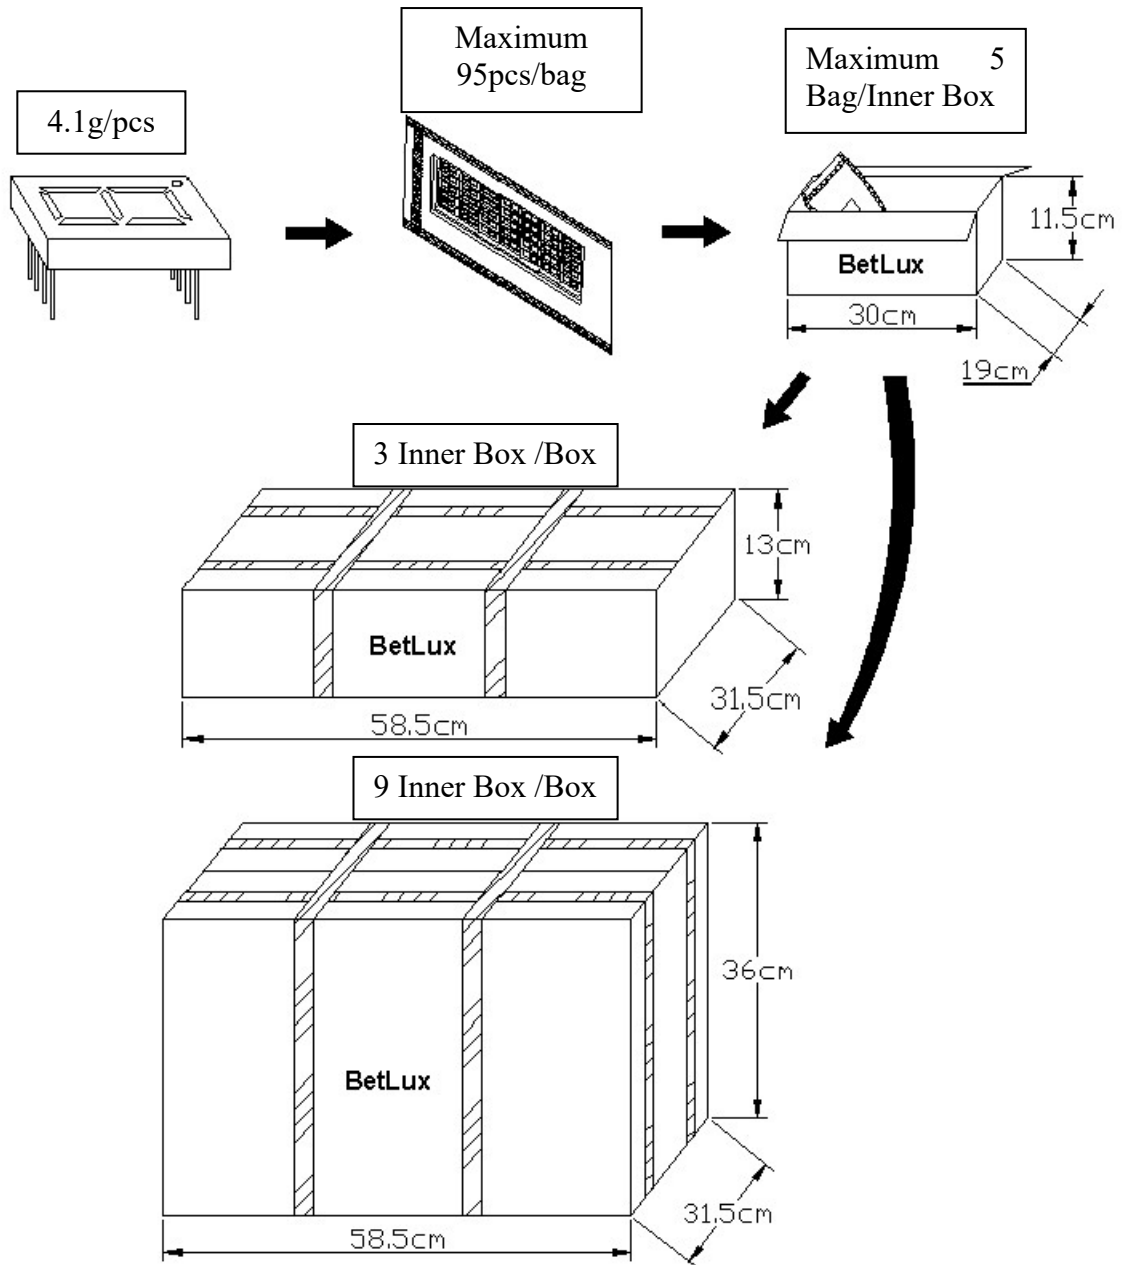 Maximum
95pcs/bag
Maximum 5
Bag/Inner Box
4.1g/pcs
11.5cm
BetLux
30cm
19cm
3 Inner Box /Box
13cm
BetLux
31.5cm
58.5cm
9 Inner Box /Box
36cm
BetLux
31.5cm
58.5cm